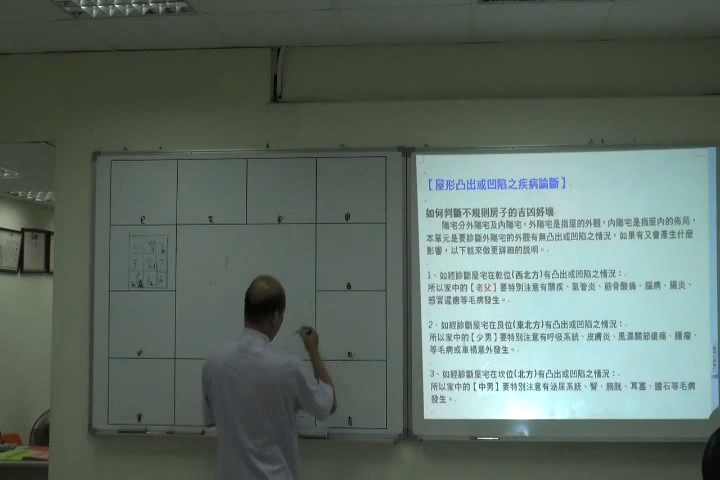 【屋形凸出或凹陷之疾病論斷】
如何判斷不規則房子的吉凶好壞
陽宅分外陽宅及內陽宅，外陽宅是指屋的外觀，內陽宅是指屋內的佈局，
本單元是要診斷外陽宅的外觀有無凸出或凹陷之情況，如果有又會產生什麼
影響，以下就來做更詳細的說明。
1、如經診斷屋宅在乾位(西北方)有凸出或凹陷之情況：
所以家中的【老父】要特別注意有頭疾、氣管炎、筋骨酸痛、腦病、腸炎、
感冒還癒等毛病發生。
2、如經診斷屋宅在艮位(東北方)有凸出或凹陷之情況：
所以家中的【少男】要特別注意有呼吸系統、皮膚炎、風濕關節痠痛、腫瘤、
等毛病或車禍意外發生。
3、如經診斷屋宅在坎位(北方)有凸出或凹陷之情況：
所以家中的【中男】要特別注意有泌尿系統、腎、膀胱、耳塞、膽石等毛病
發生。